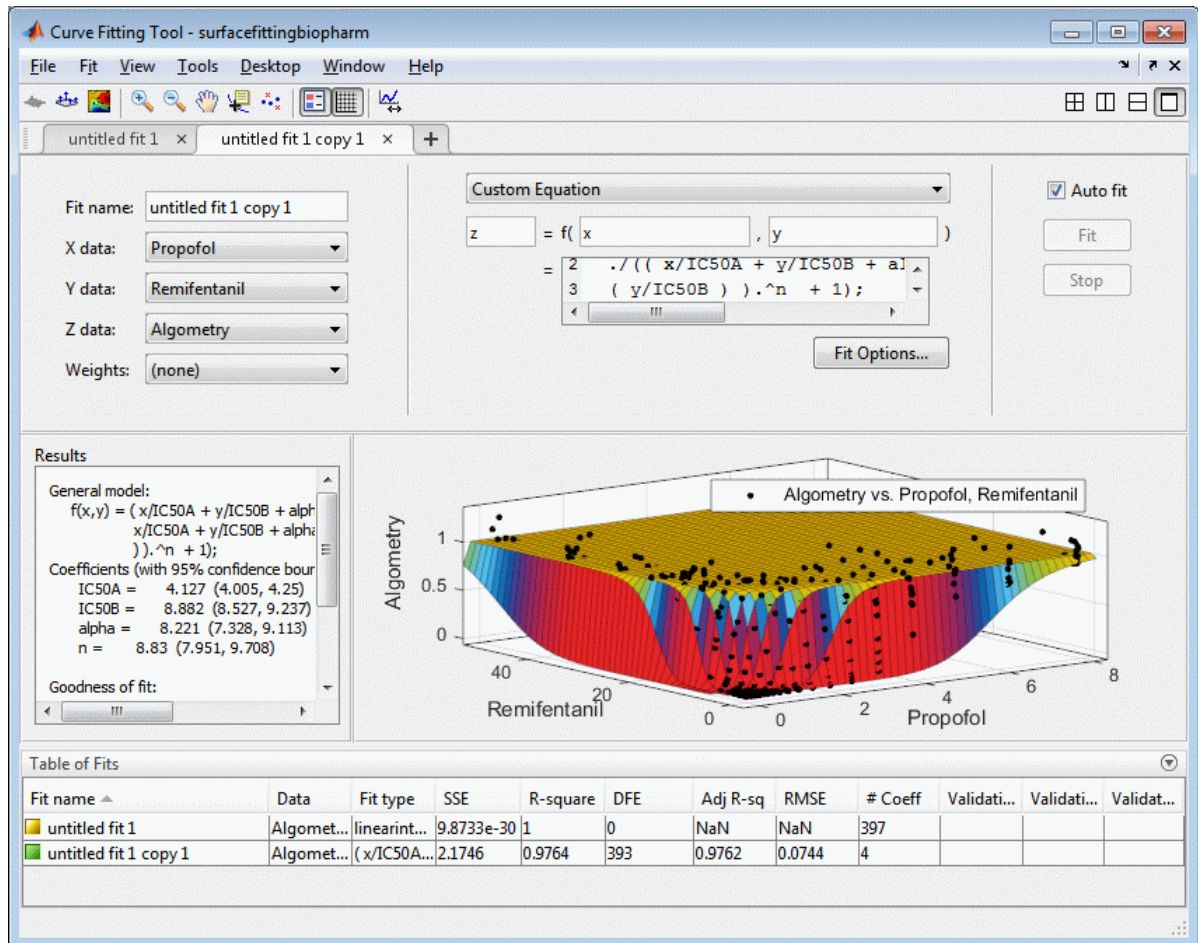 Curve Fitting Tool - surfacefittingbiopharm
File Fit View Tools Desktop Window Help
untitled fit 1 × untitled fit 1 copy 1 × +
Fit name: untitled fit 1 copy 1
X data: Propofol
Y data: Remifentanil
Z data: Algometry
Weights: (none)
Custom Equation
z = f( x , y )
=
2 ./(( x/IC50A + y/IC50B + al
3 ( y/IC50B ) ).^n + 1);
Fit Options...
Auto fit
Fit
Stop
Results
General model:
f(x,y) = ( x/IC50A + y/IC50B + alph
x/IC50A + y/IC50B + alpha
) ).^n + 1);
Coefficients (with 95% confidence bour
IC50A = 4.127 (4.005, 4.25)
IC50B = 8.882 (8.527, 9.237)
alpha = 8.221 (7.328, 9.113)
n = 8.83 (7.951, 9.708)
Goodness of fit:
Algometry vs. Propofol, Remifentanil
Algometry
1
0.5
0
40
20
0
Remifentanil
0
2
4
6
8
Propofol
Table of Fits
Fit name Data Fit type SSE R-square DFE Adj R-sq RMSE # Coeff Validati... Validati... Validat...
untitled fit 1 Algomet... linearint... 9.8733e-30 1 0 NaN NaN 397
untitled fit 1 copy 1 Algomet... ( x/IC50A... 2.1746 0.9764 393 0.9762 0.0744 4